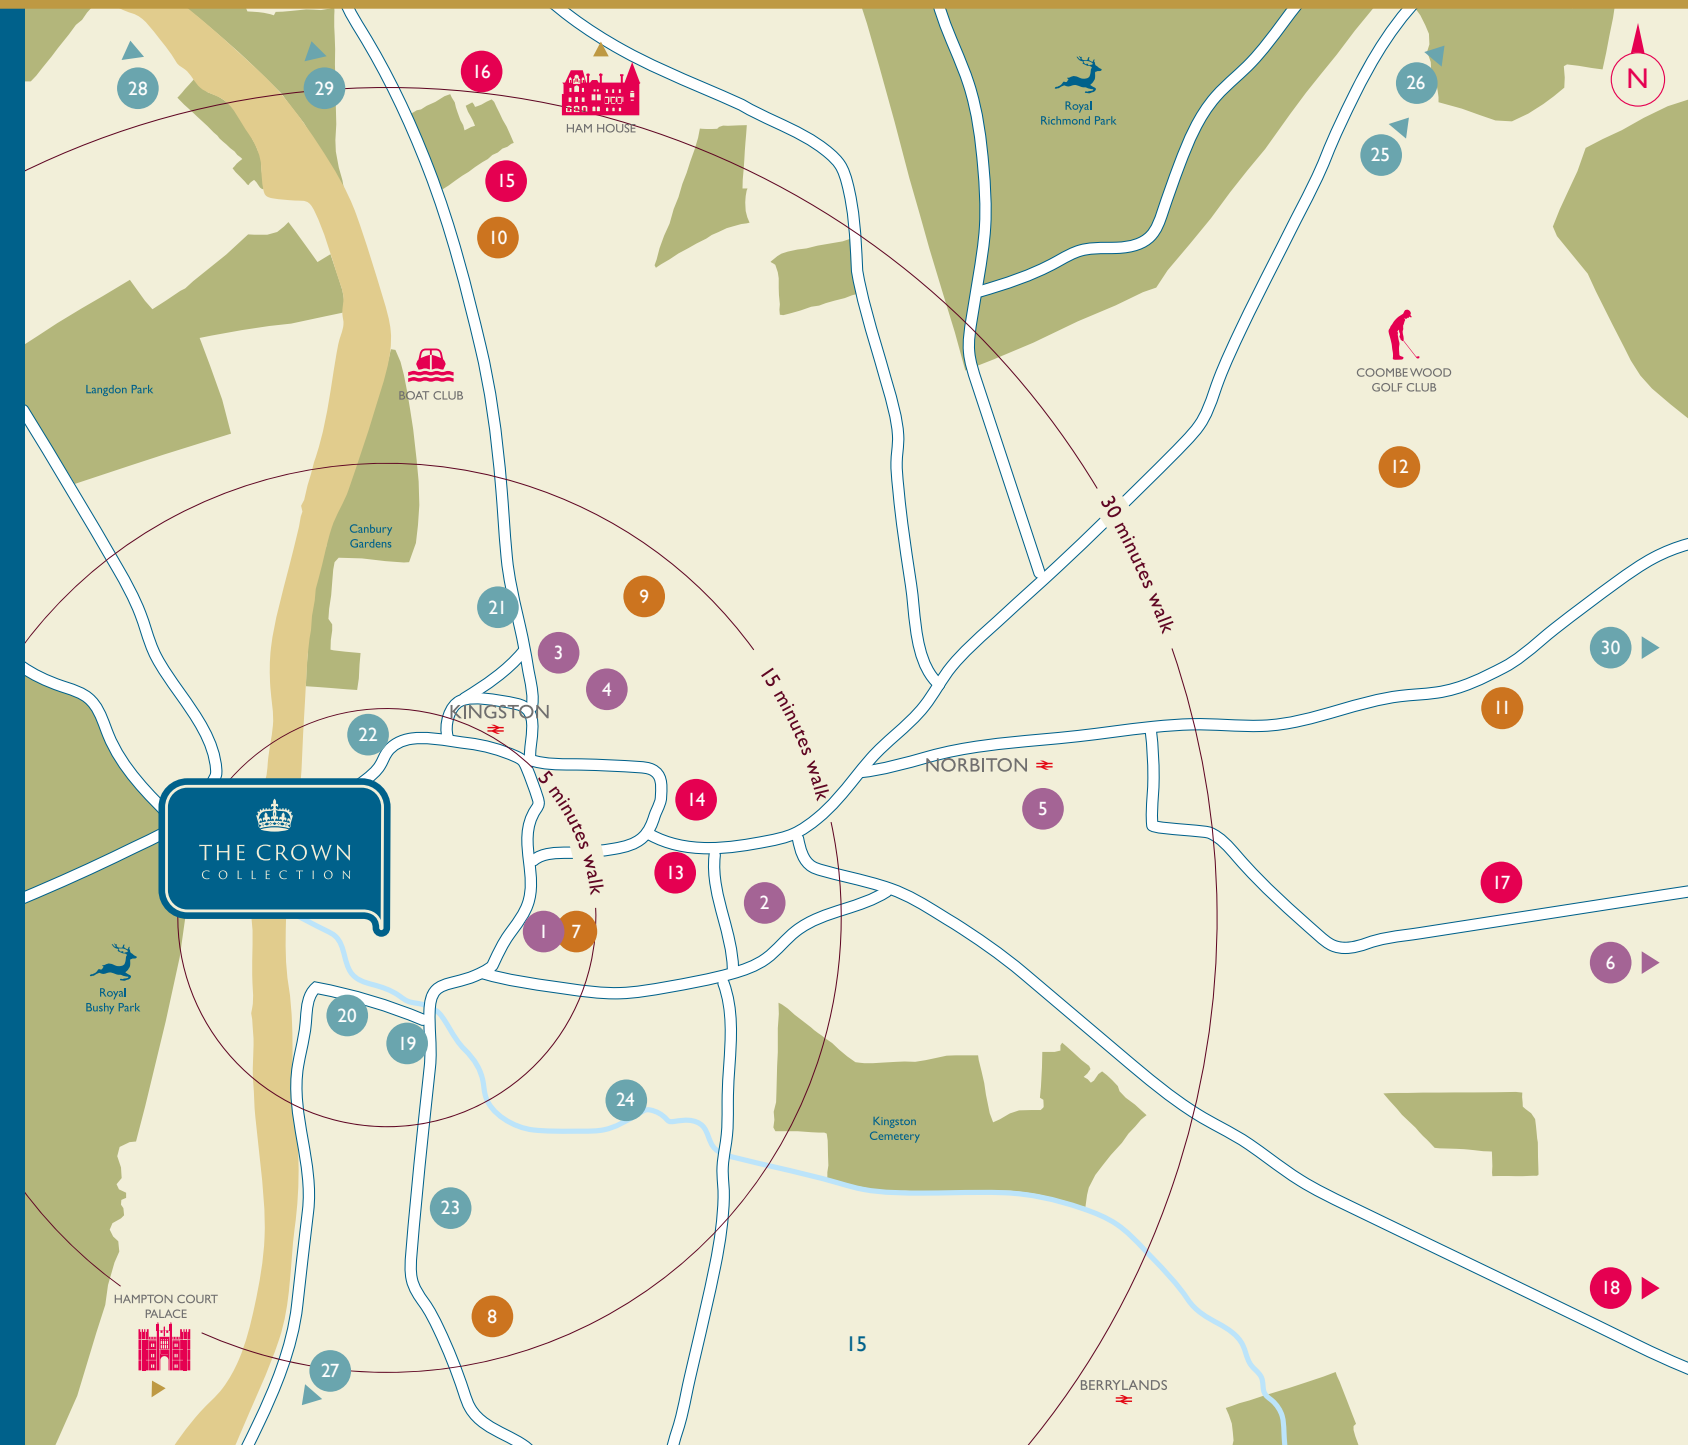 28
29
16
HAM HOUSE
Royal
Richmond Park
26
25
N
15
10
Langdon Park
BOAT CLUB
COOMBE WOOD
GOLF CLUB
12
Canbury
Gardens
30 minutes walk
21
9
3
4
30
KINGSTON
22
15 minutes walk
11
NORBITON
5 minutes walk
14
5
THE CROWN
COLLECTION
13
17
2
1
7
6
Royal
Bushy Park
20
19
24
Kingston
Cemetery
23
18
HAMPTON COURT
PALACE
8
15
27
BERRYLANDS